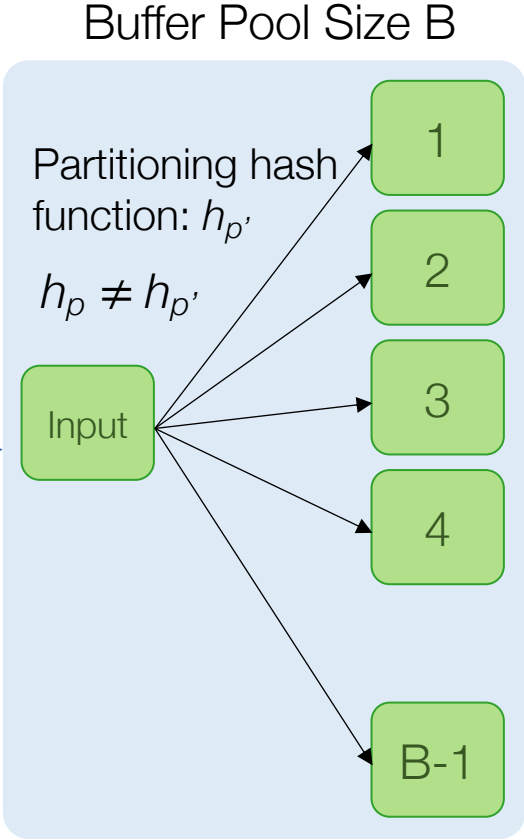 Buffer Pool Size B
Partitioning hash
function: hp’
hp ≠ hp’
Input
1
2
3
4
B-1